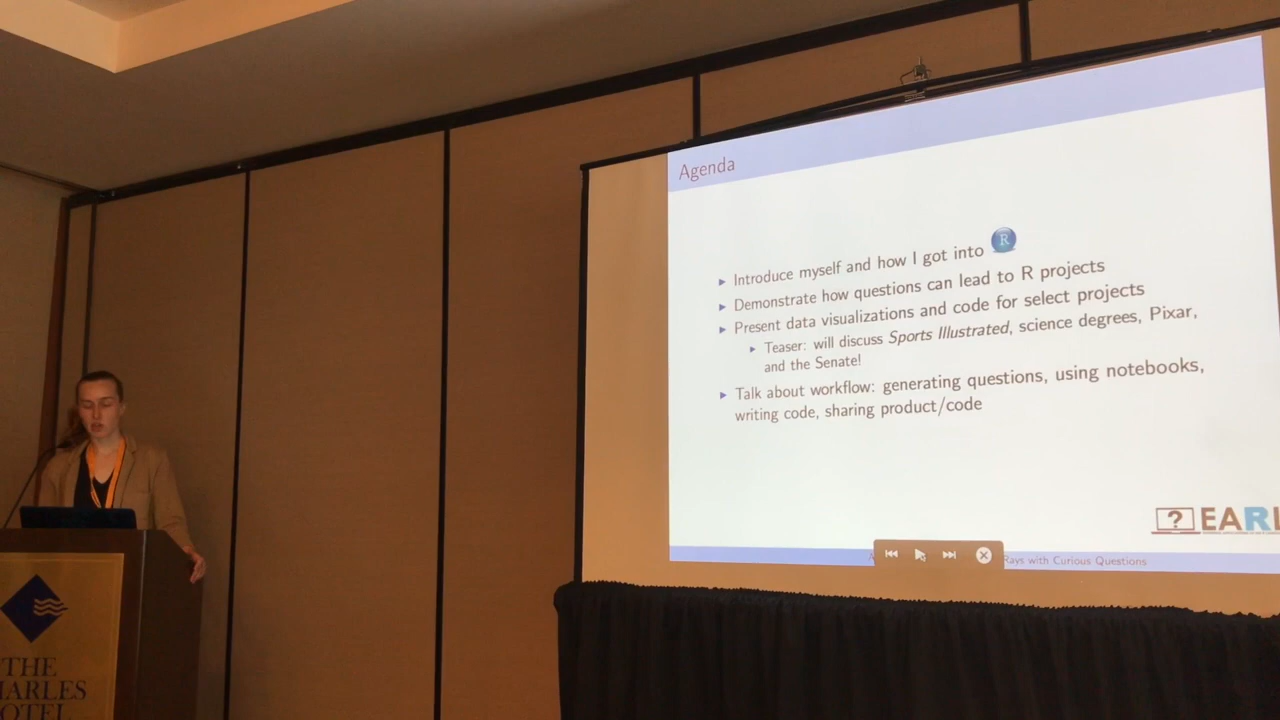 Agenda
Introduce myself and how I got into R
Demonstrate how questions can lead to R projects
Present data visualizations and code for select projects
Teaser: will discuss Sports Illustrated, science degrees, Pixar,
and the Senate!
Talk about workflow: generating questions, using notebooks,
writing code, sharing product/code
? EARL
Rays with Curious Questions
THE
HARLES
OTEL